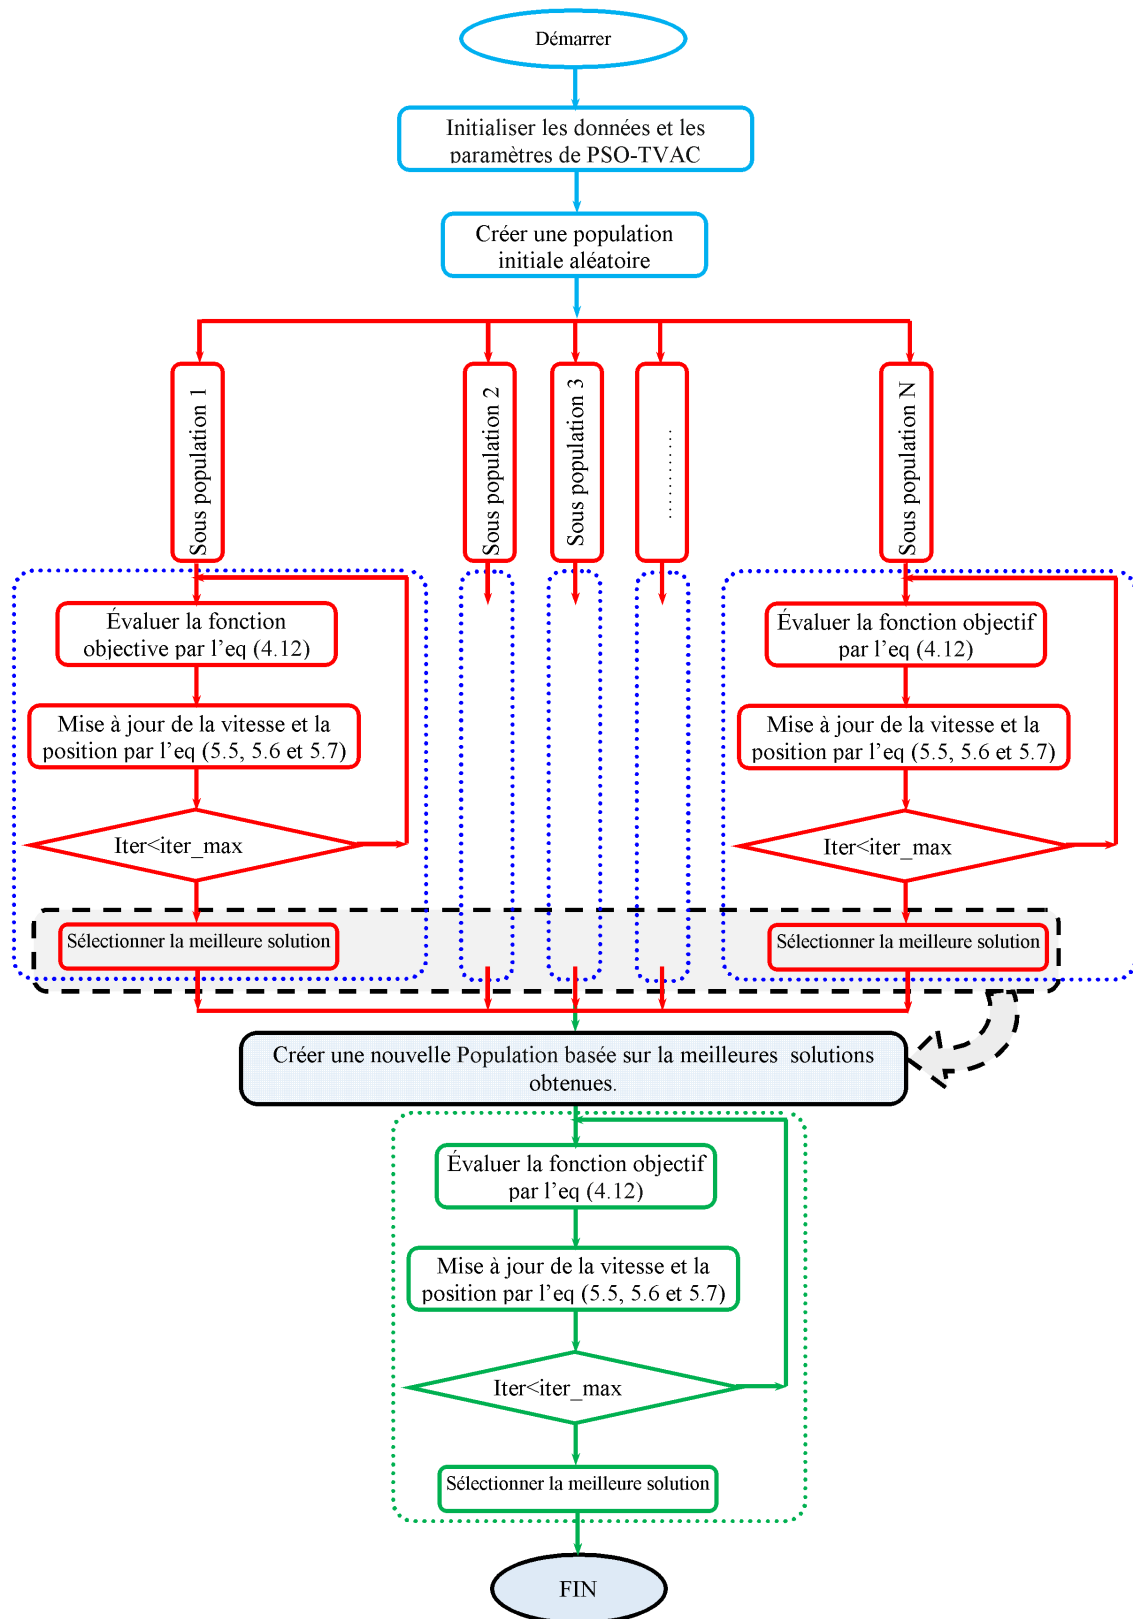 Démarrer
Initialiser les données et les
paramètres de PSO-TVAC
Créer une population
initiale aléatoire
Sous population 1
Sous population 2
Sous population 3
...........
Sous population N
Évaluer la fonction
objective par l'eq (4.12)
Mise à jour de la vitesse et la
position par l'eq (5.5, 5.6 et 5.7)
Iter<iter_max
Sélectionner la meilleure solution
Évaluer la fonction objectif
par l'eq (4.12)
Mise à jour de la vitesse et la
position par l'eq (5.5, 5.6 et 5.7)
Iter<iter_max
Sélectionner la meilleure solution
Créer une nouvelle Population basée sur la meilleures solutions
obtenues.
Évaluer la fonction objectif
par l'eq (4.12)
Mise à jour de la vitesse et la
position par l'eq (5.5, 5.6 et 5.7)
Iter<iter_max
Sélectionner la meilleure solution
FIN